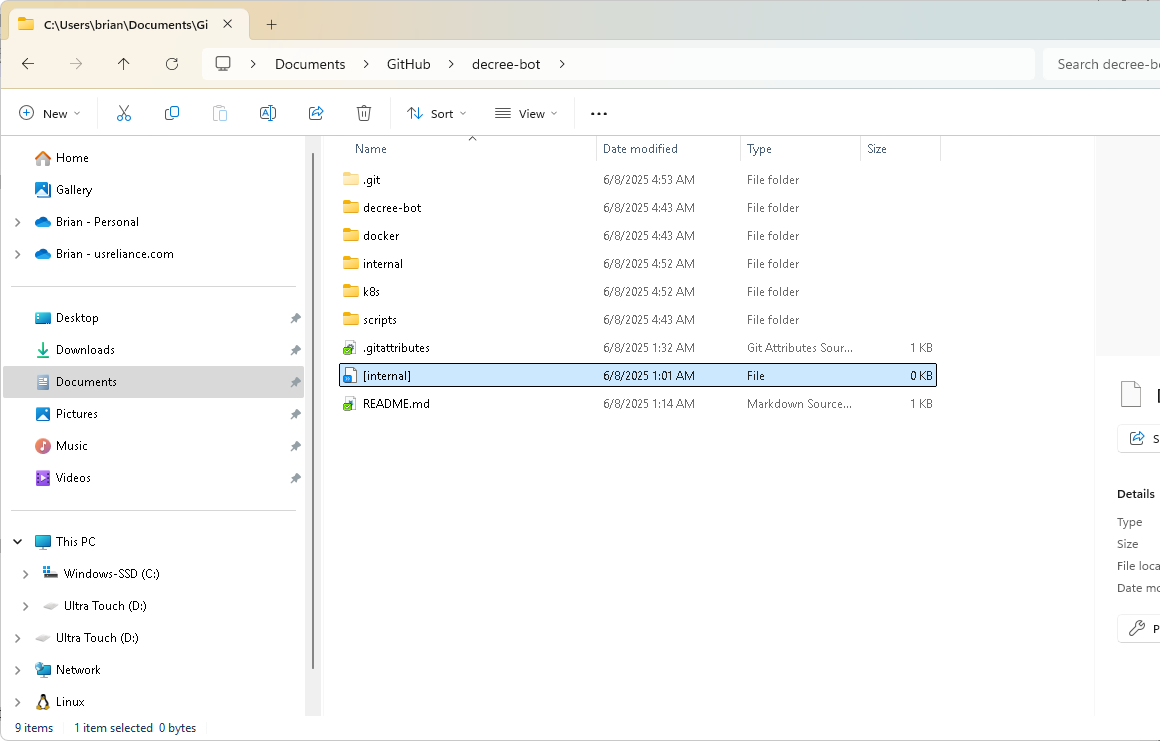 C:\Users\brian\Documents\Gi
Documents GitHub decree-bot
Search decree-b
New Sort View
Home
Gallery
Brian - Personal
Brian - usreliance.com
Desktop
Downloads
Documents
Pictures
Music
Videos
This PC
Windows-SSD (C:)
Ultra Touch (D:)
Ultra Touch (D:)
Network
Linux
Name Date modified Type Size
.git 6/8/2025 4:53 AM File folder
decree-bot 6/8/2025 4:43 AM File folder
docker 6/8/2025 4:43 AM File folder
internal 6/8/2025 4:52 AM File folder
k8s 6/8/2025 4:52 AM File folder
scripts 6/8/2025 4:43 AM File folder
.gitattributes 6/8/2025 1:32 AM Git Attributes Sour... 1 KB
[internal] 6/8/2025 1:01 AM File 0 KB
README.md 6/8/2025 1:14 AM Markdown Source... 1 KB
[
S
Details
Type
Size
File loca
Date mo
P
9 items 1 item selected 0 bytes